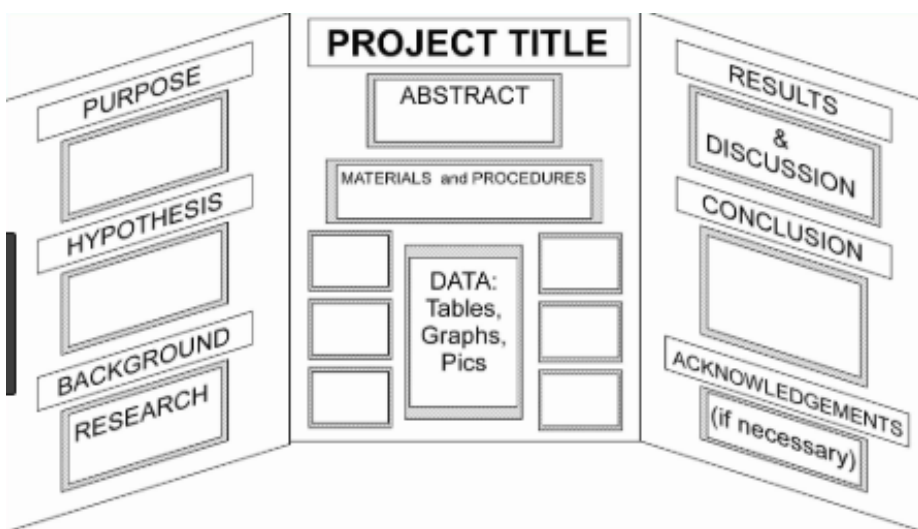 PURPOSE
HYPOTHESIS
BACKGROUND
RESEARCH
PROJECT TITLE
ABSTRACT
MATERIALS and PROCEDURES
DATA:
Tables,
Graphs,
Pics
RESULTS
&
DISCUSSION
CONCLUSION
ACKNOWLEDGEMENTS
(if necessary)